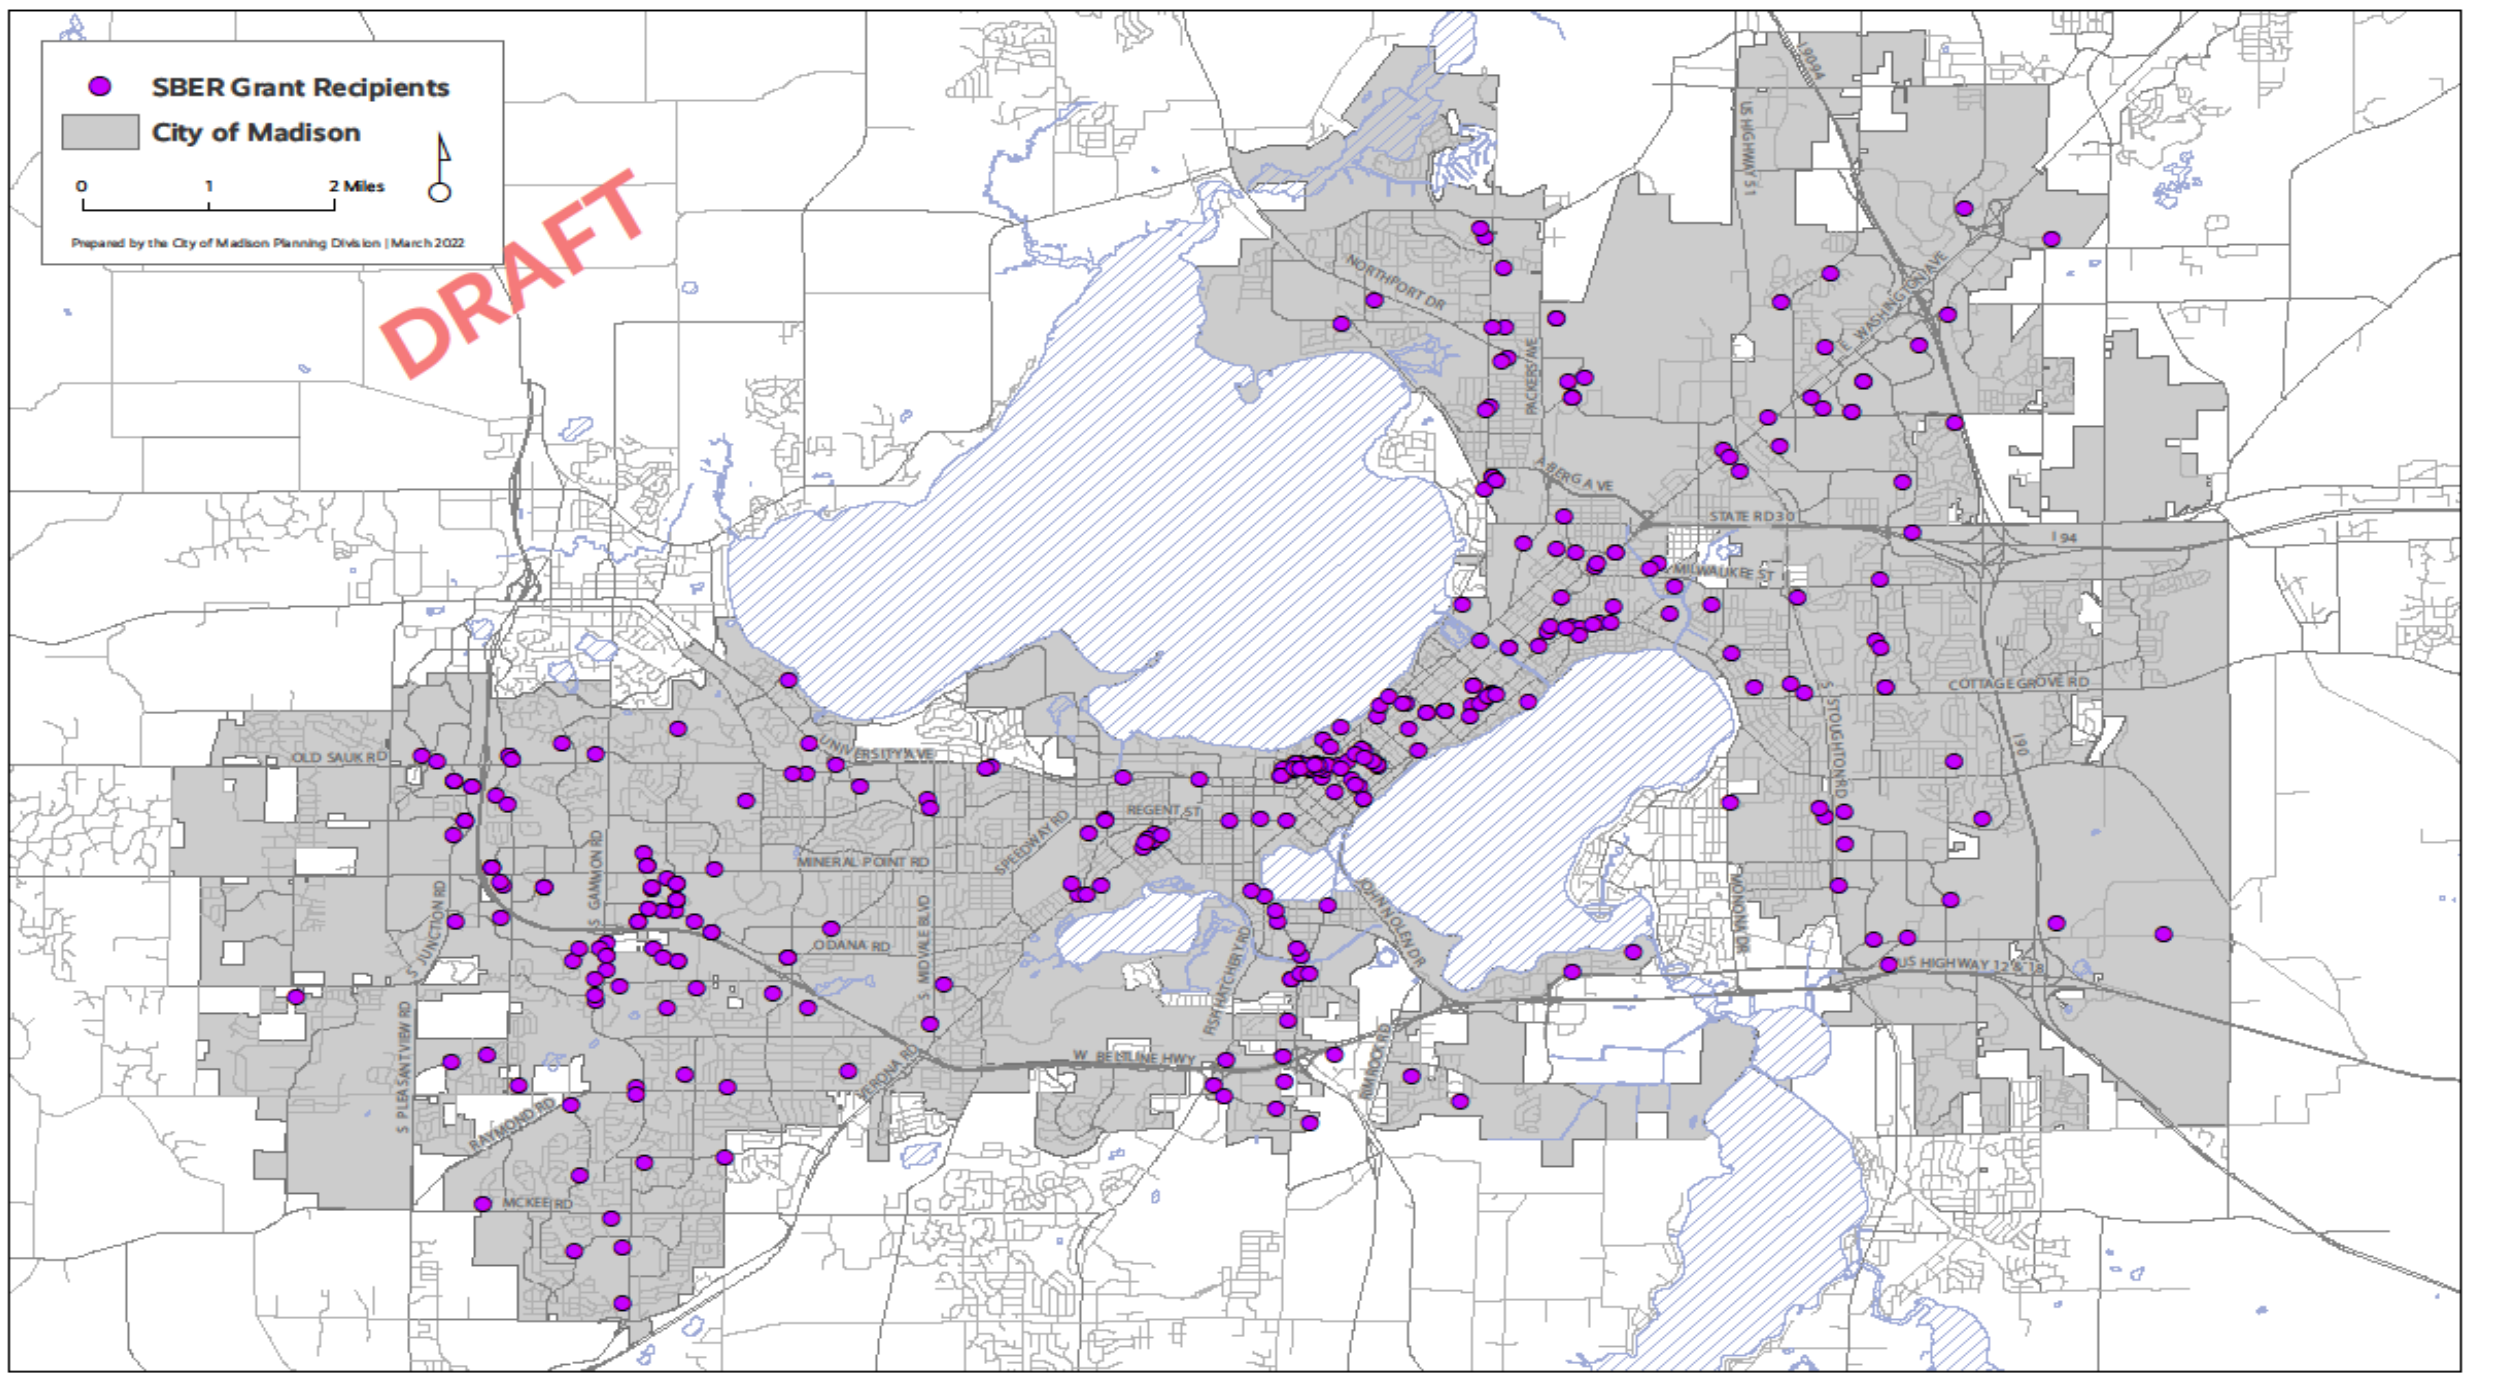 SBER Grant Recipients
City of Madison
0 1 2 Miles
Prepared by the City of Madison Planning Division | March 2022
DRAFT
I 9094
US HIGHWAY 51
NORTHPORT DR
E WASHINGTON AVE
PACKERS AVE
ABERG AVE
STATE RD 30
I 94
MILWAUKEE ST
COTTAGE GROVE RD
S STOUGHTON RD
I 90
OLD SAUK RD
UNIVERSITY AVE
REGENT ST
SPEEDWAY RD
MINERAL POINT RD
S GAMMON RD
S JUNCTION RD
S MIDVALE BLVD
ODANA RD
FISH HATCHERY RD
JOHN NOLEN DR
MONONA DR
US HIGHWAY 12 & 18
S PLEASANT VIEW RD
W BELTLINE HWY
RIMROCK RD
VERONA RD
RAYMOND RD
MCKEE RD